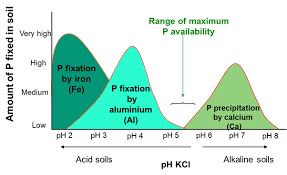 Range of maximum
P availability
Amount of P fixed in soil
Very high
High
Medium
Low
P fixation
by iron
(Fe)
P fixation
by
aluminium
(Al)
P precipitation
by calcium
(Ca)
pH 2 pH 3 pH 4 pH 5 pH 6 pH 7 pH 8
Acid soils
pH KCl
Alkaline soils